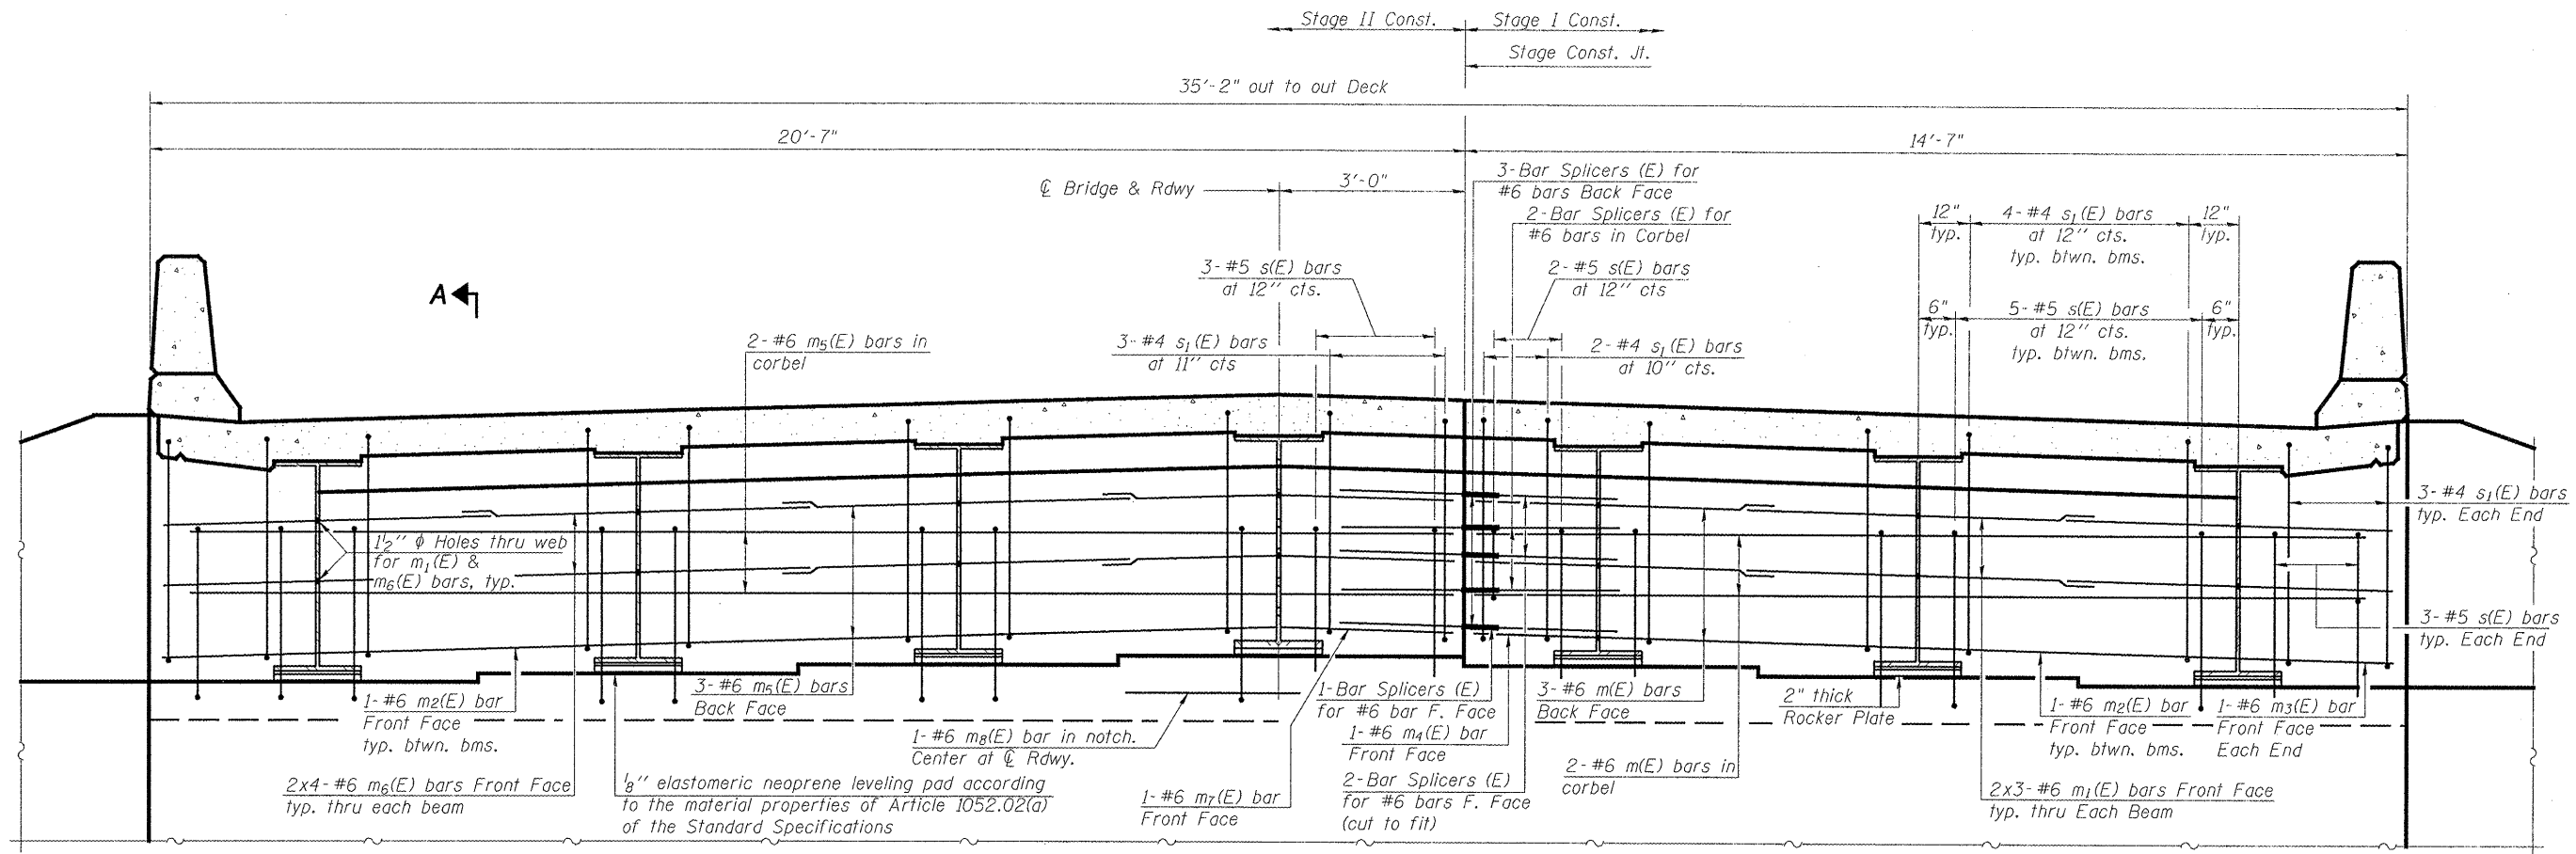 Stage II Const.
Stage I Const.
Stage Const. Jt.
35'-2" out to out Deck
20'-7"
14'-7"
℄ Bridge & Rdwy
3'-0"
3-Bar Splicers (E) for
#6 bars Back Face
2-Bar Splicers (E) for
#6 bars in Corbel
12"
typ.
4-#4 s₁(E) bars
at 12" cts.
typ. btwn. bms.
12"
typ.
3-#5 s(E) bars
at 12" cts.
2-#5 s(E) bars
at 12" cts
A
6"
typ.
5-#5 s(E) bars
at 12" cts.
typ. btwn. bms.
6"
typ.
2-#6 m₅(E) bars in
corbel
3-#4 s₁(E) bars
at 11" cts
2-#4 s₁(E) bars
at 10" cts.
3-#4 s₁(E) bars
typ. Each End
1½" ϕ Holes thru web
for m₁(E) &
m₆(E) bars, typ.
3-#5 s(E) bars
typ. Each End
1-#6 m₂(E) bar
Front Face
typ. btwn. bms.
3-#6 m₅(E) bars
Back Face
1-Bar Splicers (E)
for #6 bar F. Face
3-#6 m(E) bars
Back Face
2" thick
Rocker Plate
1-#6 m₂(E) bar
Front Face
typ. btwn. bms.
1-#6 m₃(E) bar
Front Face
Each End
1-#6 m₈(E) bar in notch.
Center at ℄ Rdwy.
1-#6 m₄(E) bar
Front Face
2x4-#6 m₆(E) bars Front Face
typ. thru each beam
⅛" elastomeric neoprene leveling pad according
to the material properties of Article 1052.02(a)
of the Standard Specifications
1-#6 m₇(E) bar
Front Face
2-Bar Splicers (E)
for #6 bars F. Face
(cut to fit)
2-#6 m(E) bars in
corbel
2x3-#6 m₁(E) bars Front Face
typ. thru Each Beam